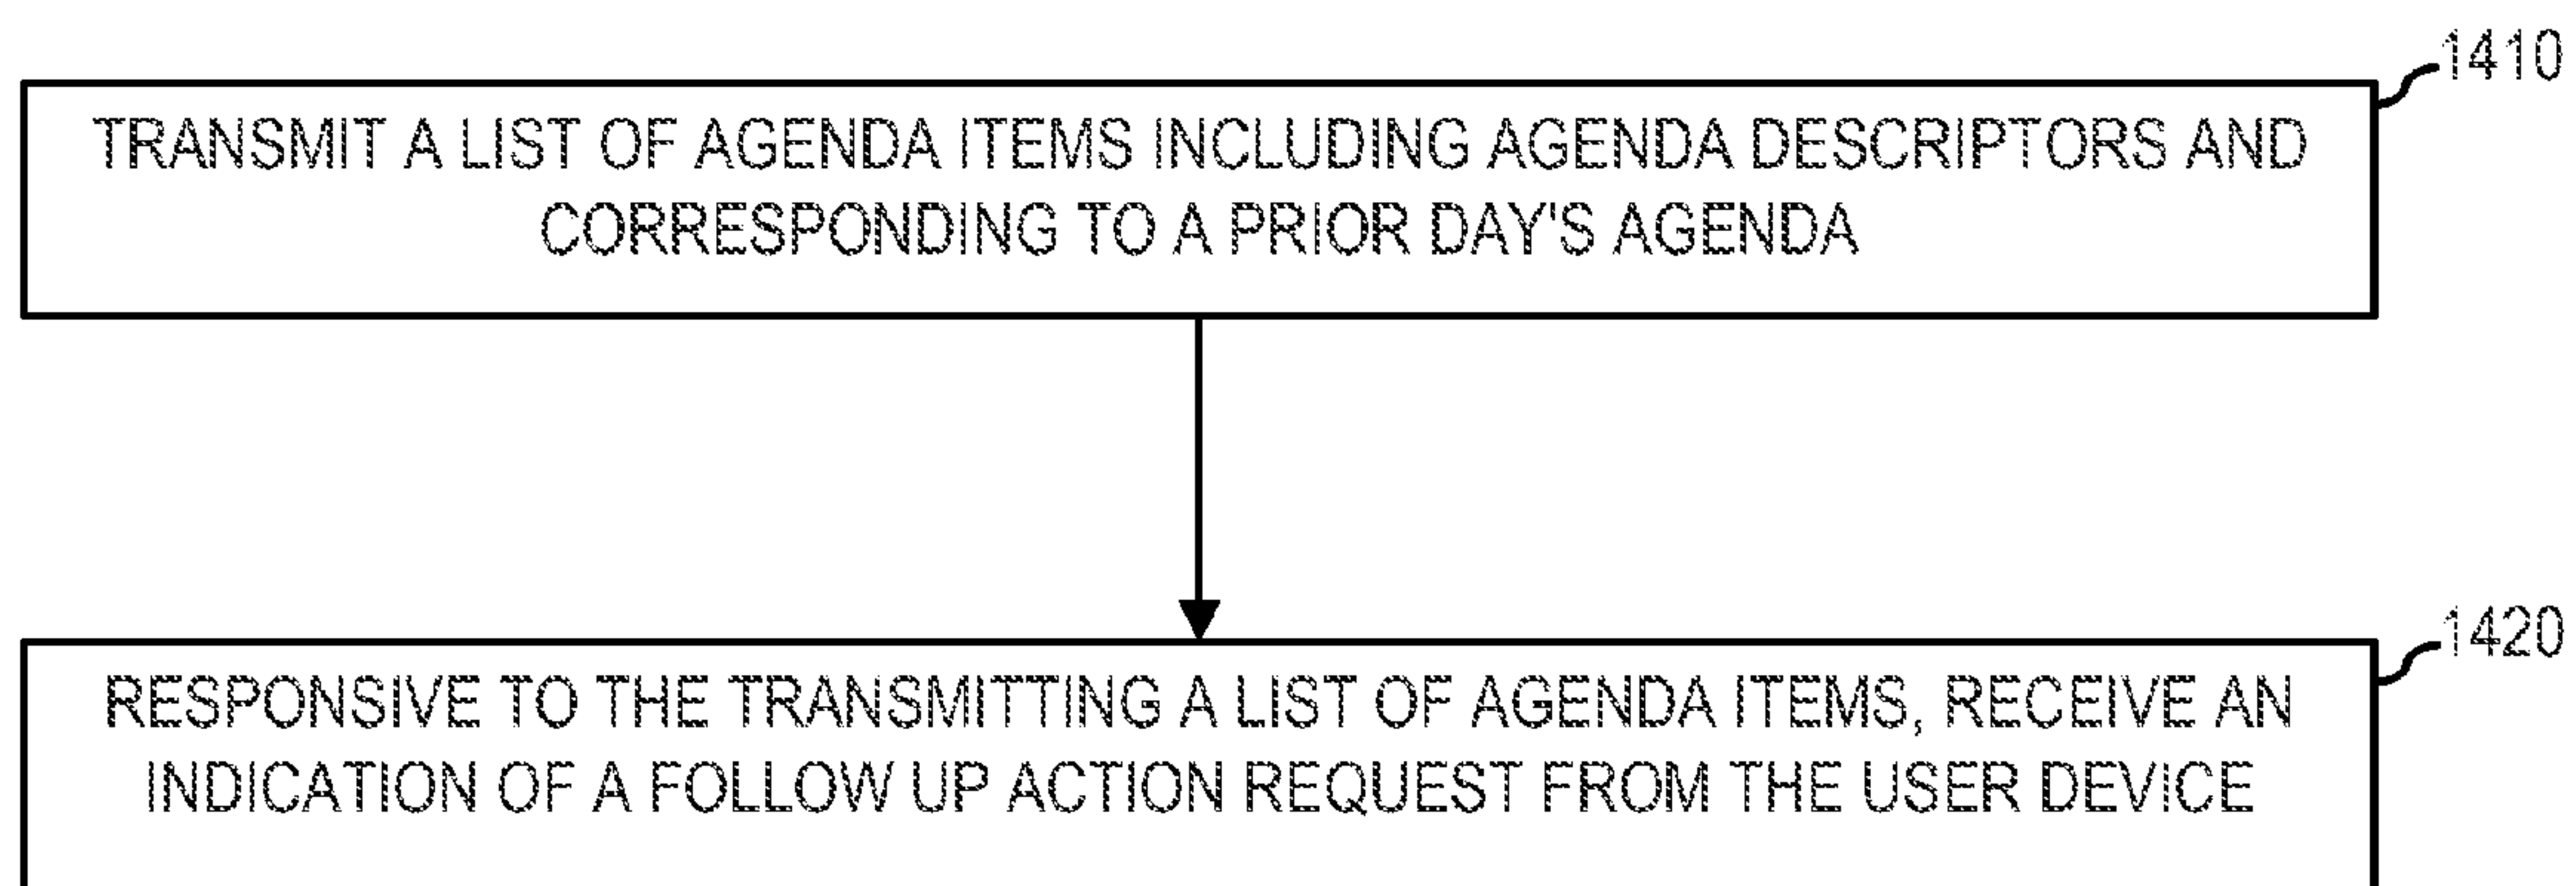 1410
TRANSMIT A LIST OF AGENDA ITEMS INCLUDING AGENDA DESCRIPTORS AND
CORRESPONDING TO A PRIOR DAY'S AGENDA
1420
RESPONSIVE TO THE TRANSMITTING A LIST OF AGENDA ITEMS, RECEIVE AN
INDICATION OF A FOLLOW UP ACTION REQUEST FROM THE USER DEVICE